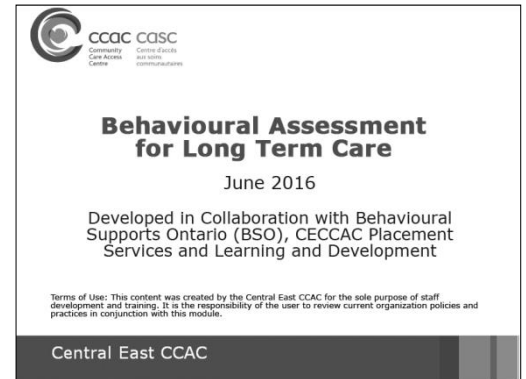 ccac casc
Community Centre d'accès
Care Access aux soins
Centre communautaires
Behavioural Assessment
for Long Term Care
June 2016
Developed in Collaboration with Behavioural
Supports Ontario (BSO), CECCAC Placement
Services and Learning and Development
Terms of Use: This content was created by the Central East CCAC for the sole purpose of staff
development and training. It is the responsibility of the user to review current organization policies and
practices in conjunction with this module.
Central East CCAC